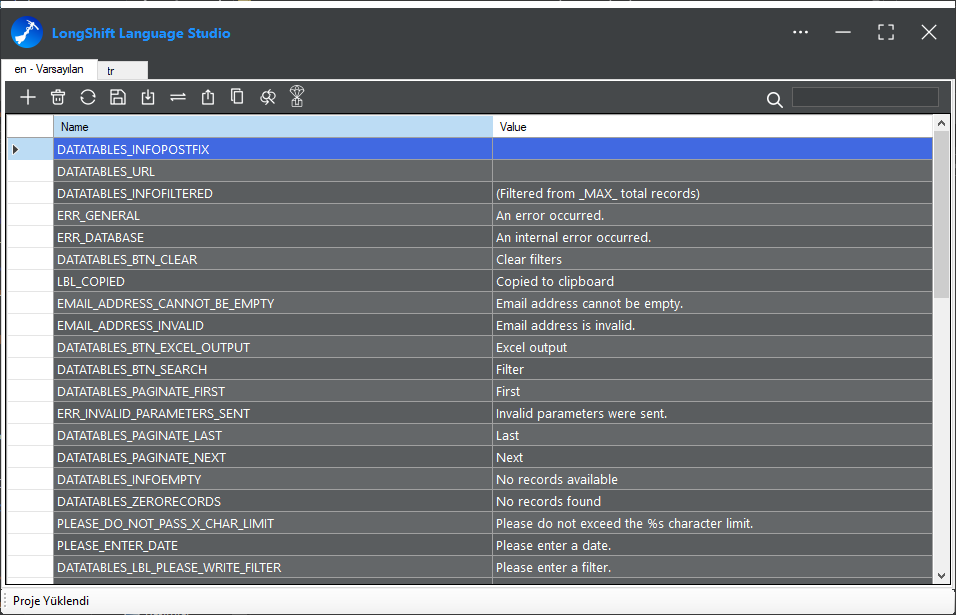 LongShift Language Studio
en - Varsayılan tr
Name Value
DATATABLES_INFOPOSTFIX
DATATABLES_URL
DATATABLES_INFOFILTERED (Filtered from _MAX_ total records)
ERR_GENERAL An error occurred.
ERR_DATABASE An internal error occurred.
DATATABLES_BTN_CLEAR Clear filters
LBL_COPIED Copied to clipboard
EMAIL_ADDRESS_CANNOT_BE_EMPTY Email address cannot be empty.
EMAIL_ADDRESS_INVALID Email address is invalid.
DATATABLES_BTN_EXCEL_OUTPUT Excel output
DATATABLES_BTN_SEARCH Filter
DATATABLES_PAGINATE_FIRST First
ERR_INVALID_PARAMETERS_SENT Invalid parameters were sent.
DATATABLES_PAGINATE_LAST Last
DATATABLES_PAGINATE_NEXT Next
DATATABLES_INFOEMPTY No records available
DATATABLES_ZERORECORDS No records found
PLEASE_DO_NOT_PASS_X_CHAR_LIMIT Please do not exceed the %s character limit.
PLEASE_ENTER_DATE Please enter a date.
DATATABLES_LBL_PLEASE_WRITE_FILTER Please enter a filter.
Proje Yüklendi